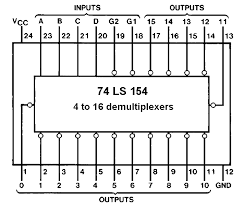 INPUTS OUTPUTS
VCC A B C D G2 G1 15 14 13 12 11
24 23 22 21 20 19 18 17 16 15 14 13
74 LS 154
4 to 16 demultiplexers
1 2 3 4 5 6 7 8 9 10 11 12
0 1 2 3 4 5 6 7 8 9 10 GND
OUTPUTS